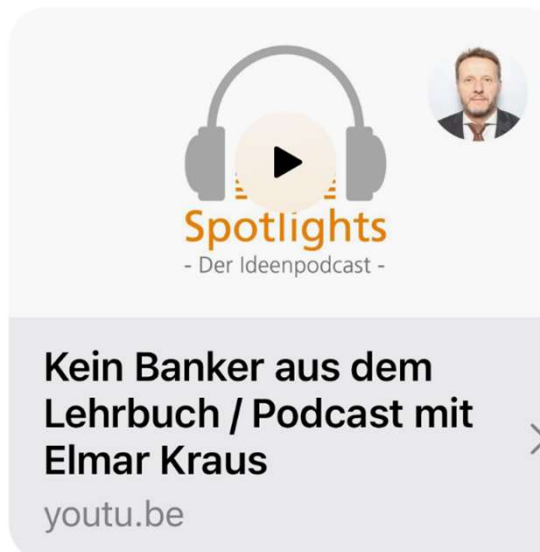 Spotlights
- Der Ideenpodcast -
Kein Banker aus dem
Lehrbuch / Podcast mit
Elmar Kraus
youtu.be